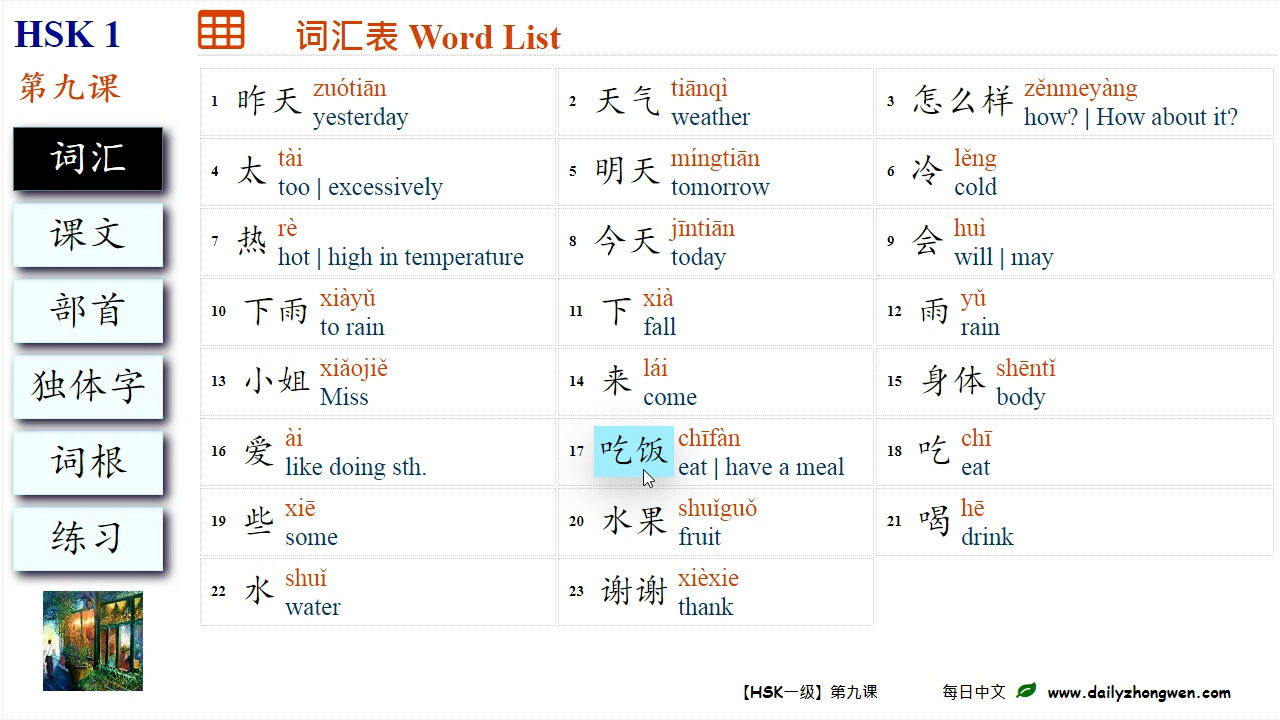 HSK 1
词汇表 Word List
第九课
词汇
课文
部首
独体字
词根
练习
1 昨天 zuótiān
yesterday
2 天气 tiānqì
weather
3 怎么样 zěnmeyàng
how? | How about it?
4 太 tài
too | excessively
5 明天 míngtiān
tomorrow
6 冷 lěng
cold
7 热 rè
hot | high in temperature
8 今天 jīntiān
today
9 会 huì
will | may
10 下雨 xiàyǔ
to rain
11 下 xià
fall
12 雨 yǔ
rain
13 小姐 xiǎojiě
Miss
14 来 lái
come
15 身体 shēntǐ
body
16 爱 ài
like doing sth.
17 吃饭 chīfàn
eat | have a meal
18 吃 chī
eat
19 些 xiē
some
20 水果 shuǐguǒ
fruit
21 喝 hē
drink
22 水 shuǐ
water
23 谢谢 xièxie
thank
【HSK一级】第九课
每日中文 www.dailyzhongwen.com